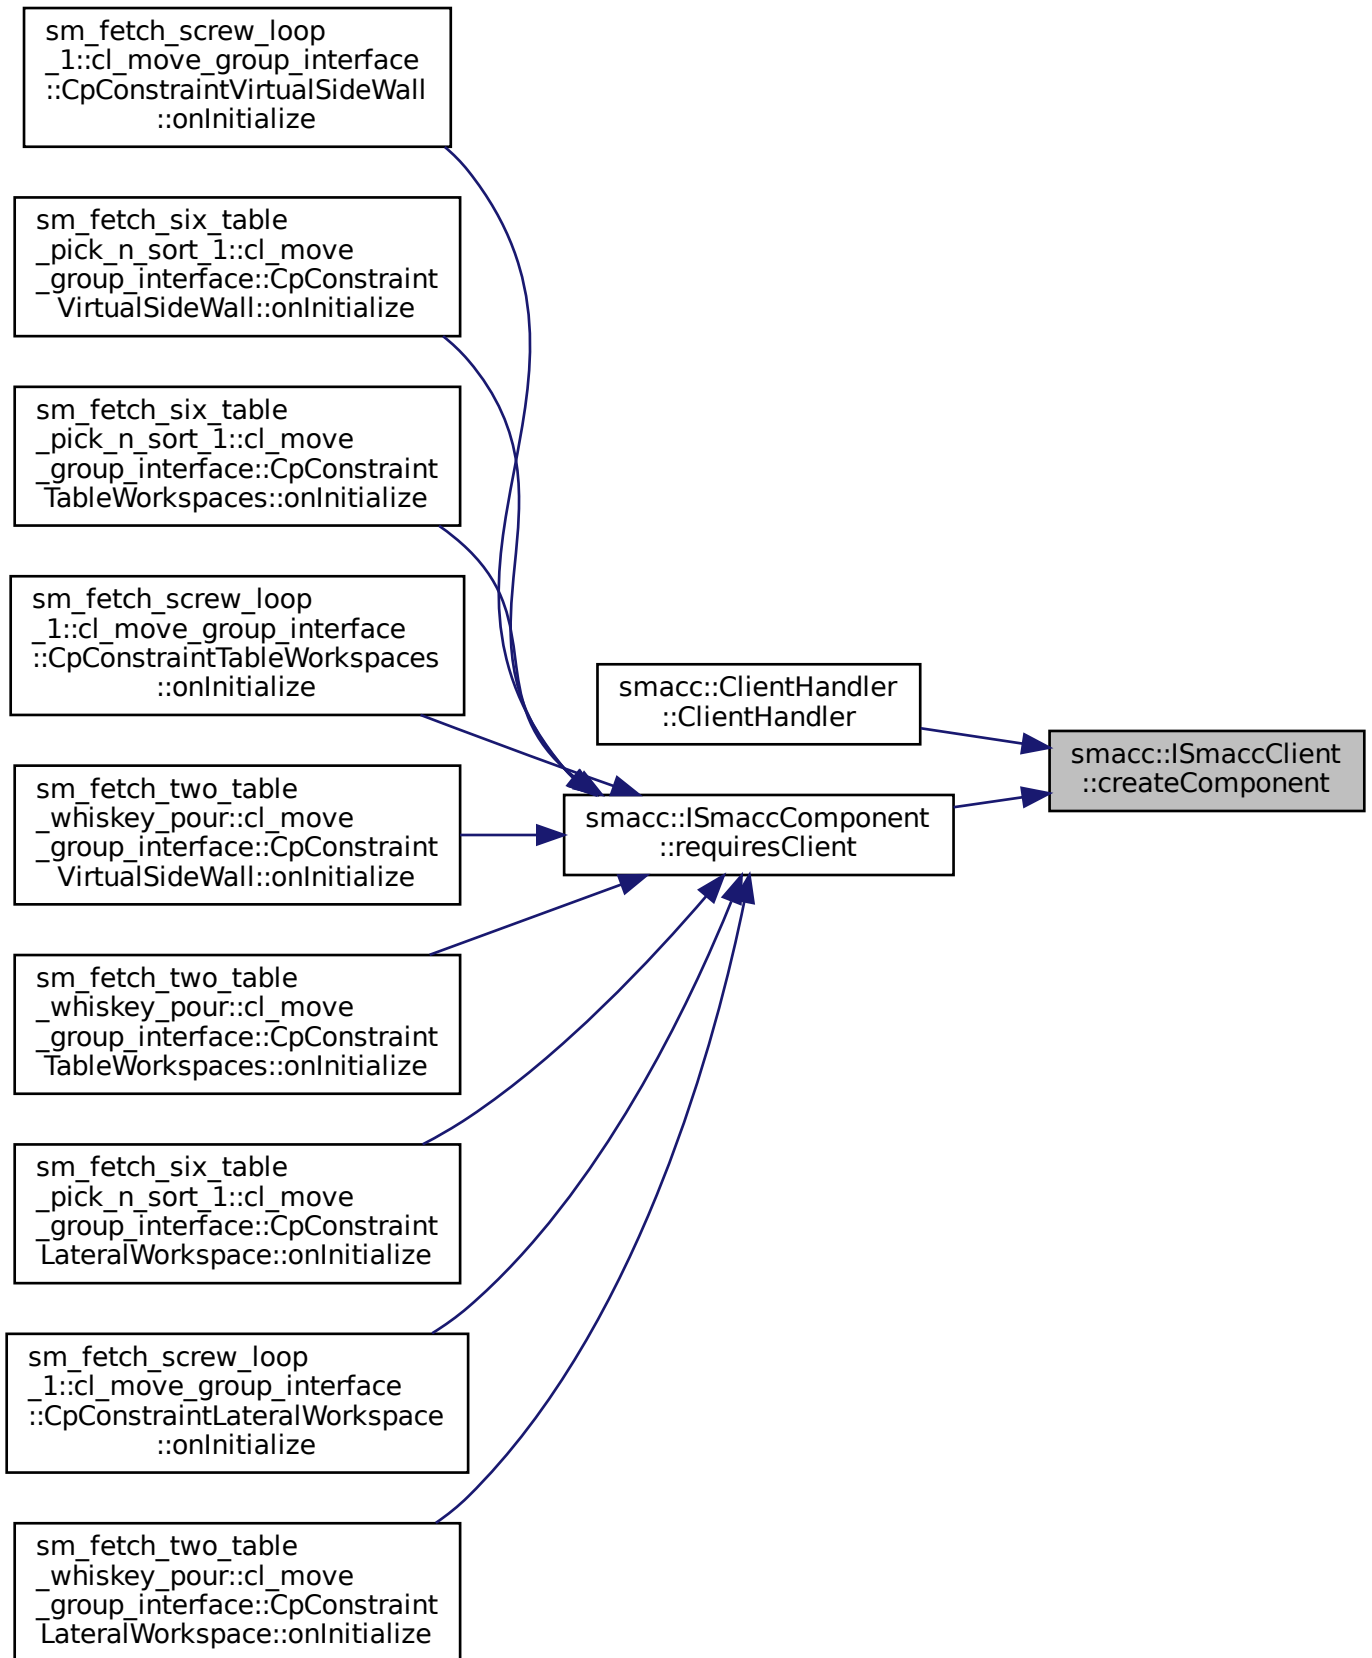 sm_fetch_screw_loop
_1::cl_move_group_interface
::CpConstraintVirtualSideWall
::onInitialize
sm_fetch_six_table
_pick_n_sort_1::cl_move
_group_interface::CpConstraint
VirtualSideWall::onInitialize
sm_fetch_six_table
_pick_n_sort_1::cl_move
_group_interface::CpConstraint
TableWorkspaces::onInitialize
sm_fetch_screw_loop
_1::cl_move_group_interface
::CpConstraintTableWorkspaces
::onInitialize
smacc::ClientHandler
::ClientHandler
smacc::ISmaccClient
::createComponent
sm_fetch_two_table
_whiskey_pour::cl_move
_group_interface::CpConstraint
VirtualSideWall::onInitialize
smacc::ISmaccComponent
::requiresClient
sm_fetch_two_table
_whiskey_pour::cl_move
_group_interface::CpConstraint
TableWorkspaces::onInitialize
sm_fetch_six_table
_pick_n_sort_1::cl_move
_group_interface::CpConstraint
LateralWorkspace::onInitialize
sm_fetch_screw_loop
_1::cl_move_group_interface
::CpConstraintLateralWorkspace
::onInitialize
sm_fetch_two_table
_whiskey_pour::cl_move
_group_interface::CpConstraint
LateralWorkspace::onInitialize